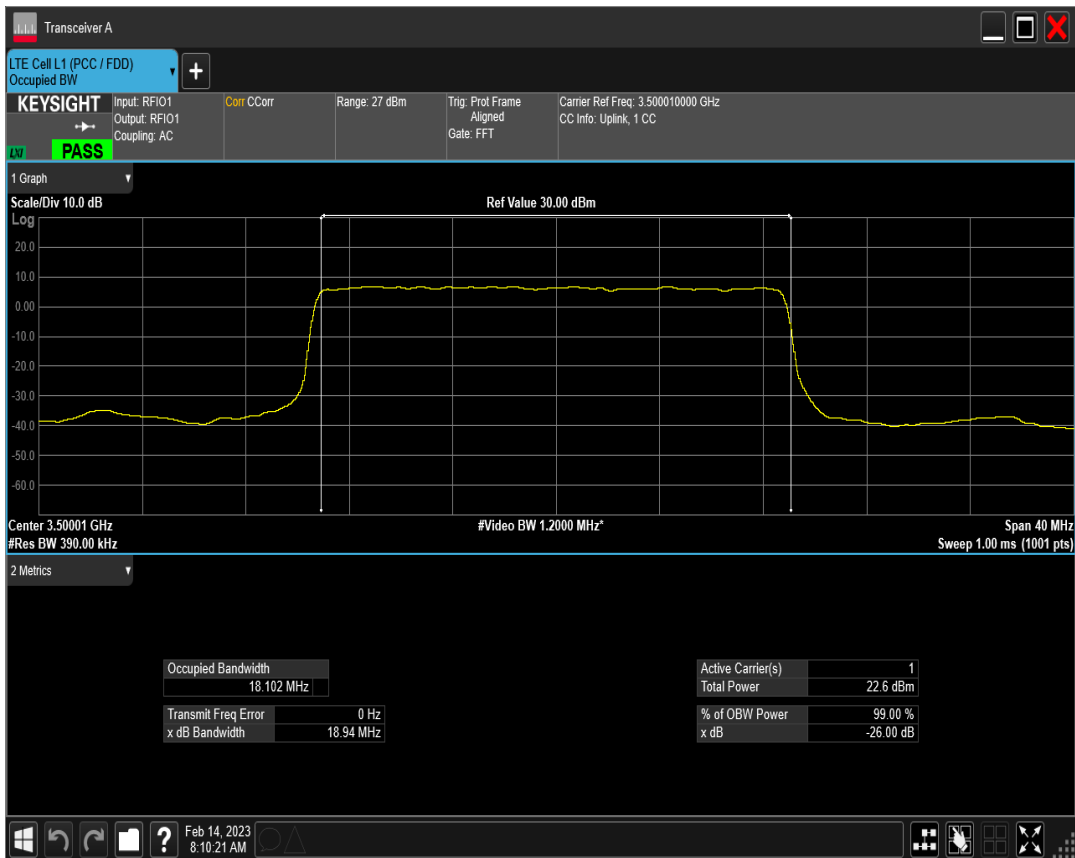 Transceiver A
LTE Cell L1 (PCC / FDD)
Occupied BW
KEYSIGHT
LXI
PASS
Input: RFIO1
Output: RFIO1
Coupling: AC
Corr CCorr
Range: 27 dBm
Trig: Prot Frame
Aligned
Gate: FFT
Carrier Ref Freq: 3.500010000 GHz
CC Info: Uplink, 1 CC
1 Graph
Scale/Div 10.0 dB
Ref Value 30.00 dBm
Log
20.0
10.0
0.00
-10.0
-20.0
-30.0
-40.0
-50.0
-60.0
Center 3.50001 GHz
#Video BW 1.2000 MHz*
Span 40 MHz
#Res BW 390.00 kHz
Sweep 1.00 ms (1001 pts)
2 Metrics
Occupied Bandwidth
18.102 MHz
Transmit Freq Error 0 Hz
x dB Bandwidth 18.94 MHz
Active Carrier(s) 1
Total Power 22.6 dBm
% of OBW Power 99.00 %
x dB -26.00 dB
?
Feb 14, 2023
8:10:21 AM